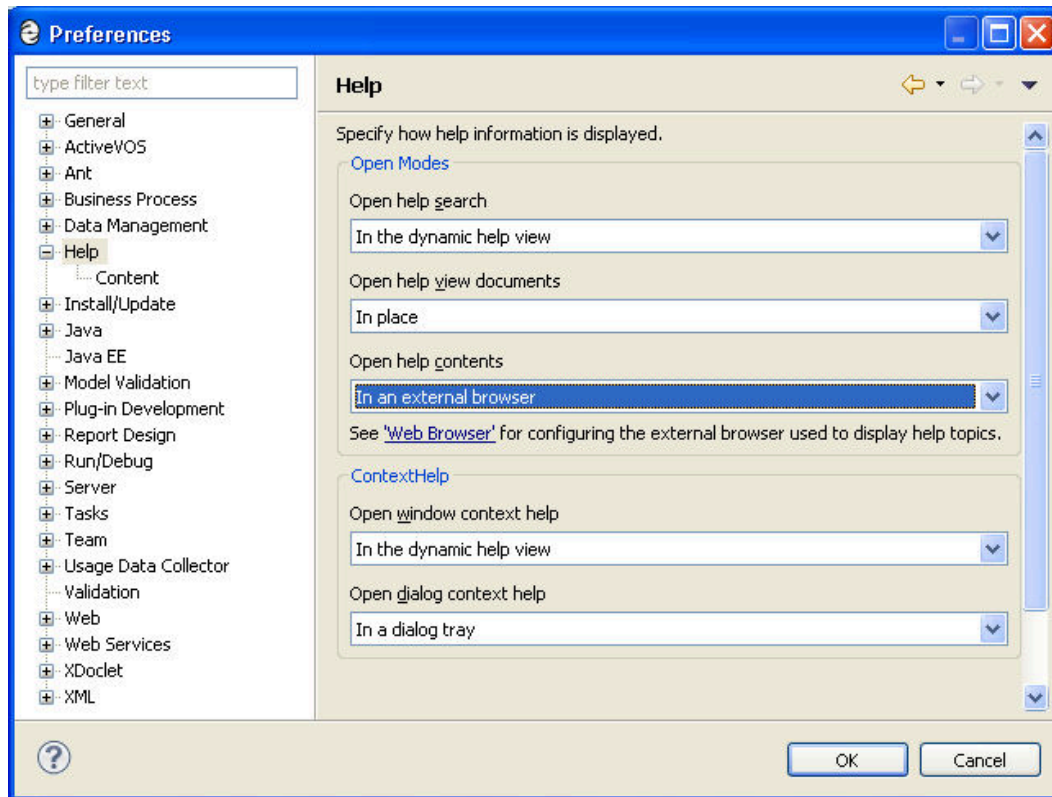 Preferences
type filter text
General
ActiveVOS
Ant
Business Process
Data Management
Help
Content
Install/Update
Java
Java EE
Model Validation
Plug-in Development
Report Design
Run/Debug
Server
Tasks
Team
Usage Data Collector
Validation
Web
Web Services
XDoclet
XML
Help
Specify how help information is displayed.
Open Modes
Open help search
In the dynamic help view
Open help view documents
In place
Open help contents
In an external browser
See 'Web Browser' for configuring the external browser used to display help topics.
ContextHelp
Open window context help
In the dynamic help view
Open dialog context help
In a dialog tray
?
OK
Cancel